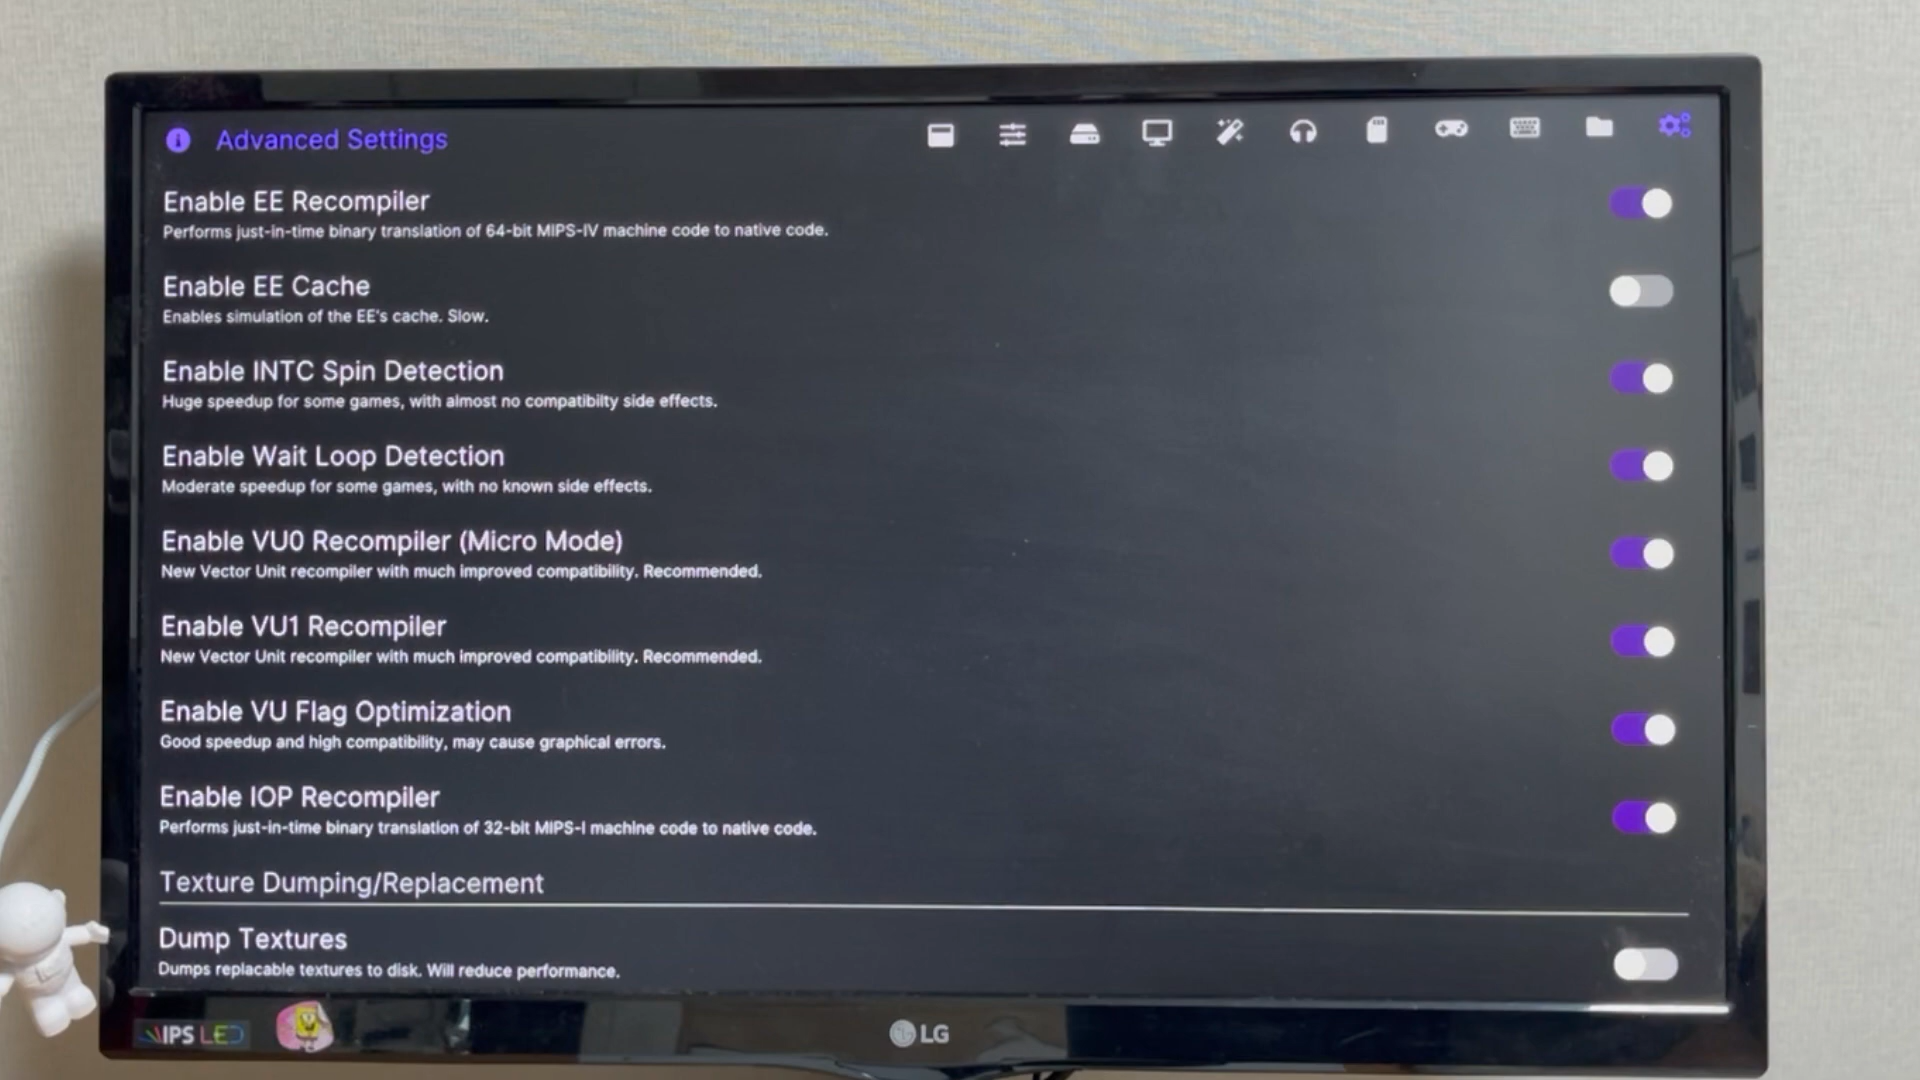 Advanced Settings
Enable EE Recompiler
Performs just-in-time binary translation of 64-bit MIPS-IV machine code to native code.
Enable EE Cache
Enables simulation of the EE's cache. Slow.
Enable INTC Spin Detection
Huge speedup for some games, with almost no compatibilty side effects.
Enable Wait Loop Detection
Moderate speedup for some games, with no known side effects.
Enable VU0 Recompiler (Micro Mode)
New Vector Unit recompiler with much improved compatibility. Recommended.
Enable VU1 Recompiler
New Vector Unit recompiler with much improved compatibility. Recommended.
Enable VU Flag Optimization
Good speedup and high compatibility, may cause graphical errors.
Enable IOP Recompiler
Performs just-in-time binary translation of 32-bit MIPS-I machine code to native code.
Texture Dumping/Replacement
Dump Textures
Dumps replacable textures to disk. Will reduce performance.
IPS LED
LG